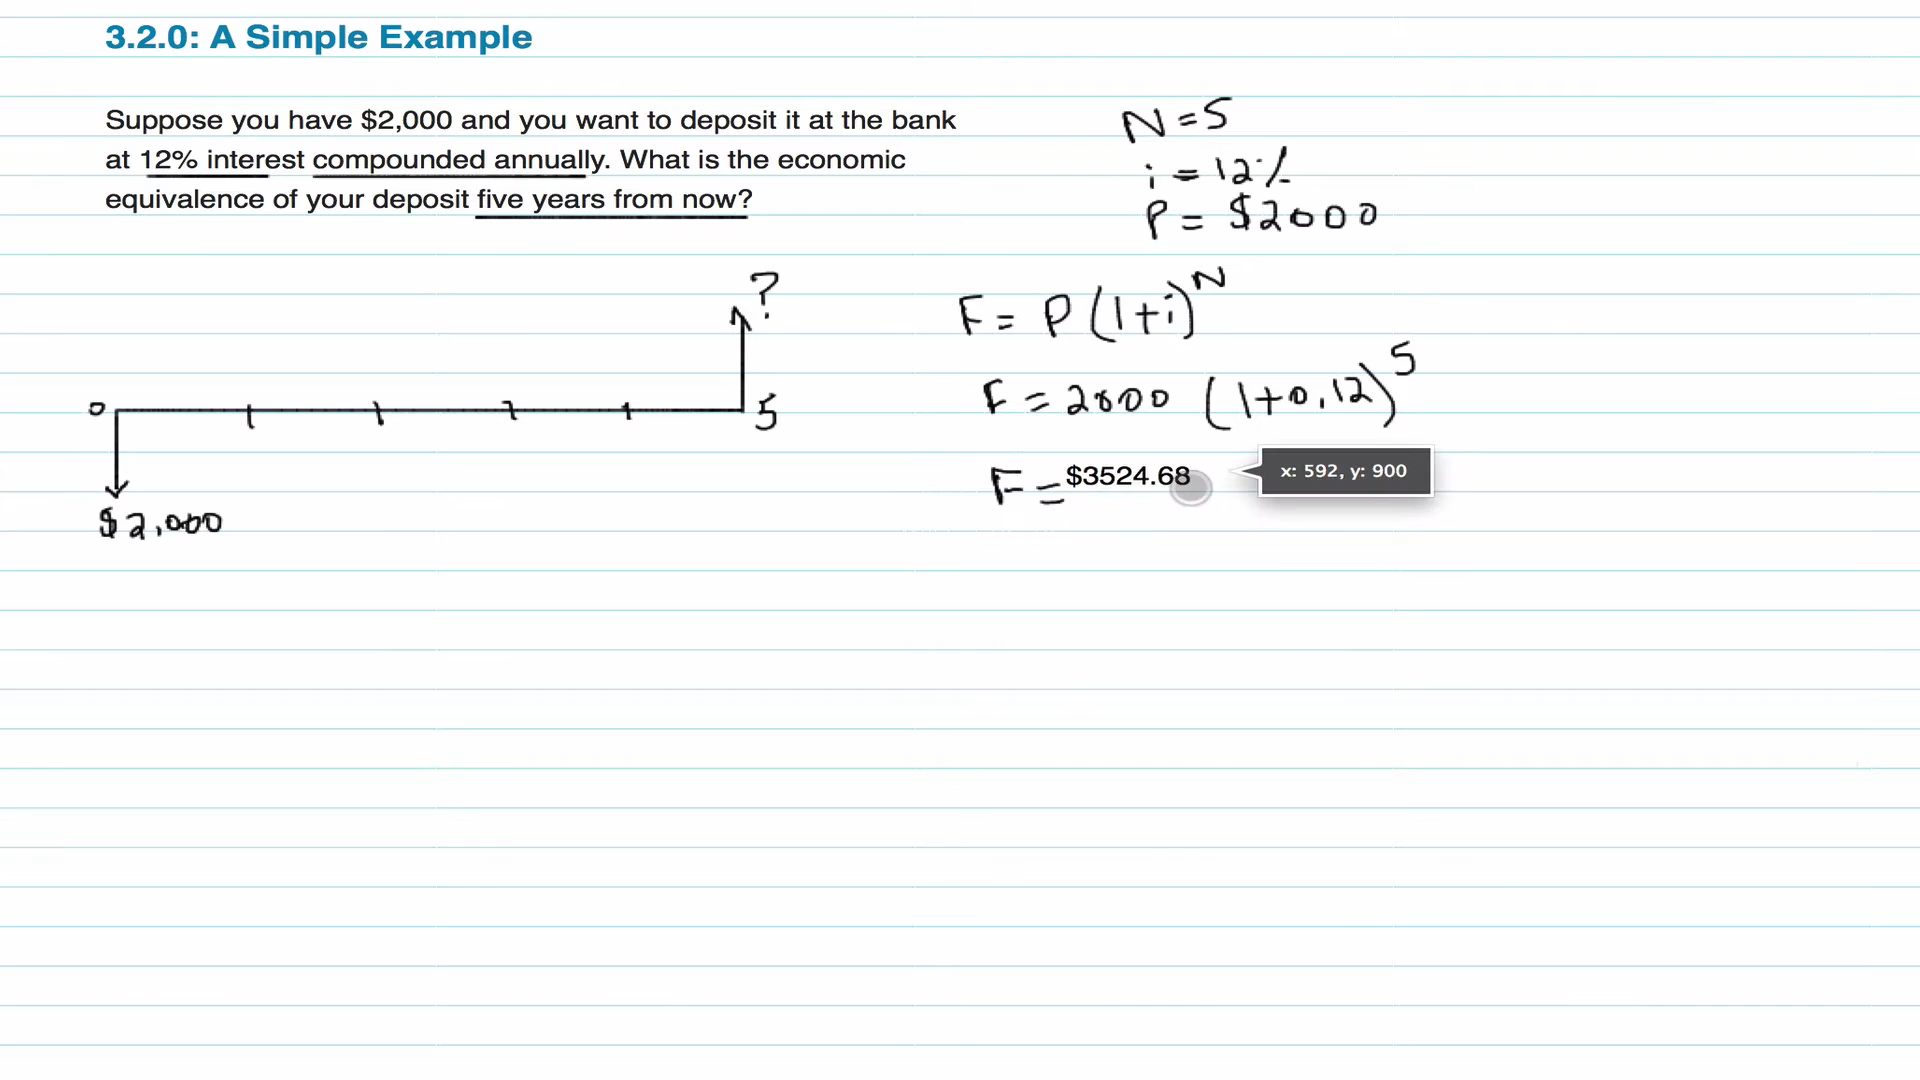 3.2.0: A Simple Example
Suppose you have $2,000 and you want to deposit it at the bank
at 12% interest compounded annually. What is the economic
equivalence of your deposit five years from now?
N = 5
i = 12%
P = $2000
?
0
5
$2,000
F = P (1+i)^N
F = 2000 (1+0.12)^5
F = $3524.68
x: 592, y: 900